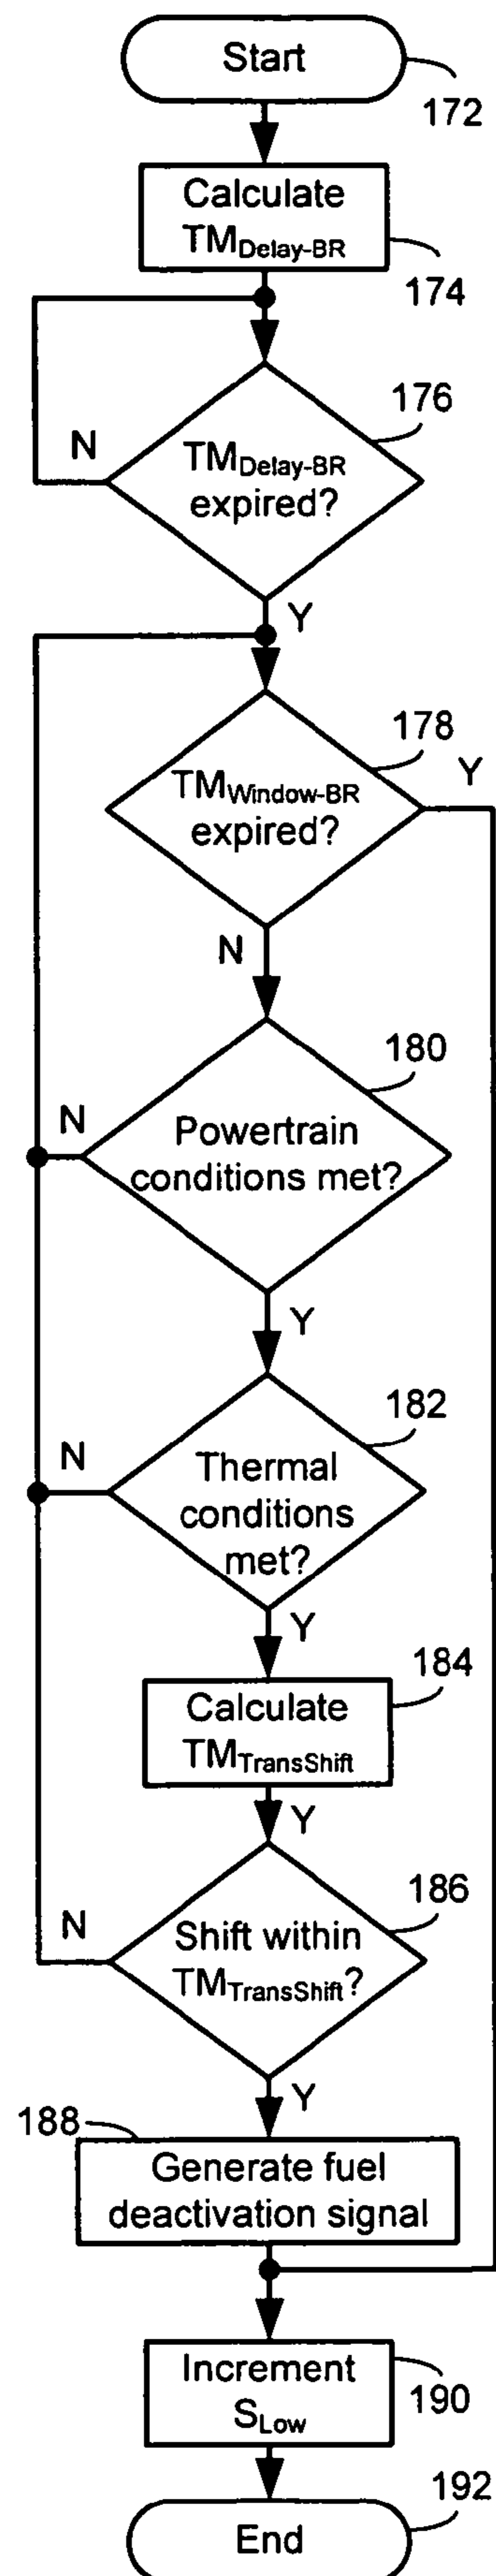 Start
172
Calculate
TMDelay-BR
174
176
N
TMDelay-BR
expired?
Y
178
Y
TMWindow-BR
expired?
N
180
N
Powertrain
conditions met?
Y
182
N
Thermal
conditions
met?
Y
184
Calculate
TMTransShift
Y
186
N
Shift within
TMTransShift?
Y
188
Generate fuel
deactivation signal
Increment
SLow
190
192
End